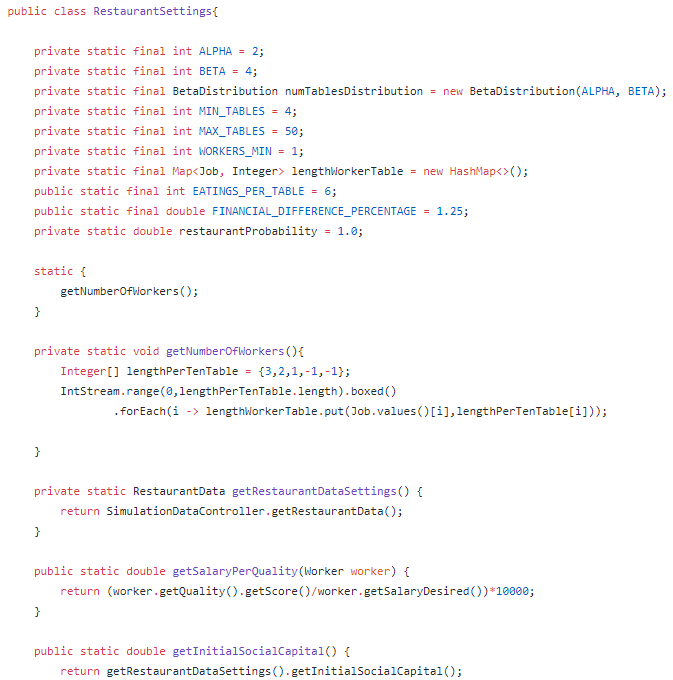 public class RestaurantSettings{
private static final int ALPHA = 2;
private static final int BETA = 4;
private static final BetaDistribution numTablesDistribution = new BetaDistribution(ALPHA, BETA);
private static final int MIN_TABLES = 4;
private static final int MAX_TABLES = 50;
private static final int WORKERS_MIN = 1;
private static final Map<Job, Integer> lengthWorkerTable = new HashMap<>();
public static final int EATINGS_PER_TABLE = 6;
public static final double FINANCIAL_DIFFERENCE_PERCENTAGE = 1.25;
private static double restaurantProbability = 1.0;
static {
getNumberOfWorkers();
}
private static void getNumberOfWorkers(){
Integer[] lengthPerTenTable = {3,2,1,-1,-1};
IntStream.range(0,lengthPerTenTable.length).boxed()
.forEach(i -> lengthWorkerTable.put(Job.values()[i],lengthPerTenTable[i]));
}
private static RestaurantData getRestaurantDataSettings() {
return SimulationDataController.getRestaurantData();
}
public static double getSalaryPerQuality(Worker worker) {
return (worker.getQuality().getScore()/worker.getSalaryDesired())*10000;
}
public static double getInitialSocialCapital() {
return getRestaurantDataSettings().getInitialSocialCapital();